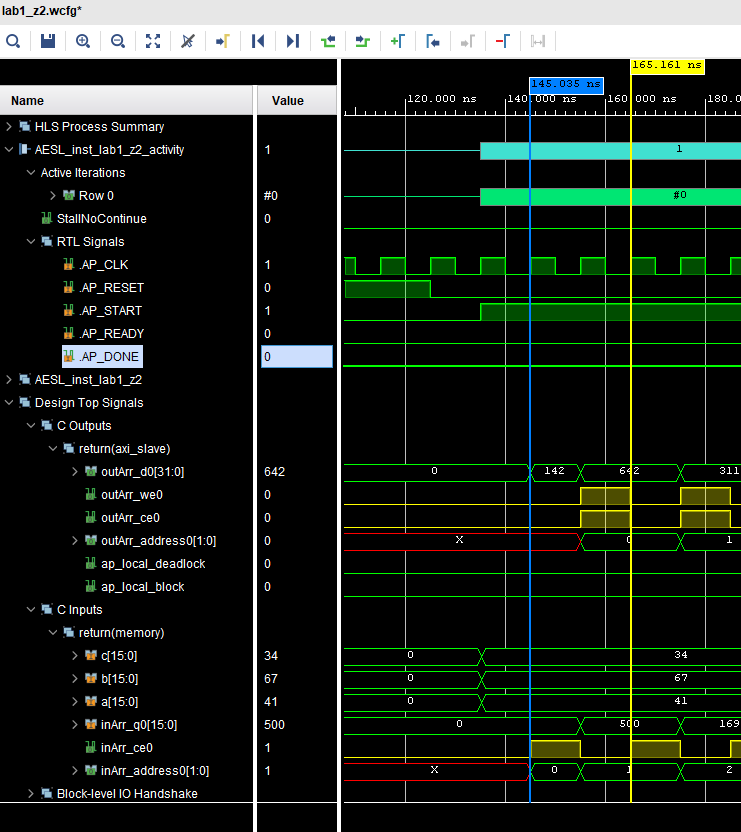 lab1_z2.wcfg*
165.161 ns
145.035 ns
Name Value 120.000 ns 140.000 ns 160.000 ns 180.0
HLS Process Summary
AESL_inst_lab1_z2_activity 1 1
Active Iterations
Row 0 #0 #0
StallNoContinue 0
RTL Signals
.AP_CLK 1
.AP_RESET 0
.AP_START 1
.AP_READY 0
.AP_DONE 0
AESL_inst_lab1_z2
Design Top Signals
C Outputs
return(axi_slave)
outArr_d0[31:0] 642 0 142 642 311
outArr_we0 0
outArr_ce0 0
outArr_address0[1:0] 0 X 0 1
ap_local_deadlock 0
ap_local_block 0
C Inputs
return(memory)
c[15:0] 34 0 34
b[15:0] 67 0 67
a[15:0] 41 0 41
inArr_q0[15:0] 500 0 500 169
inArr_ce0 1
inArr_address0[1:0] 1 X 0 1 2
Block-level IO Handshake